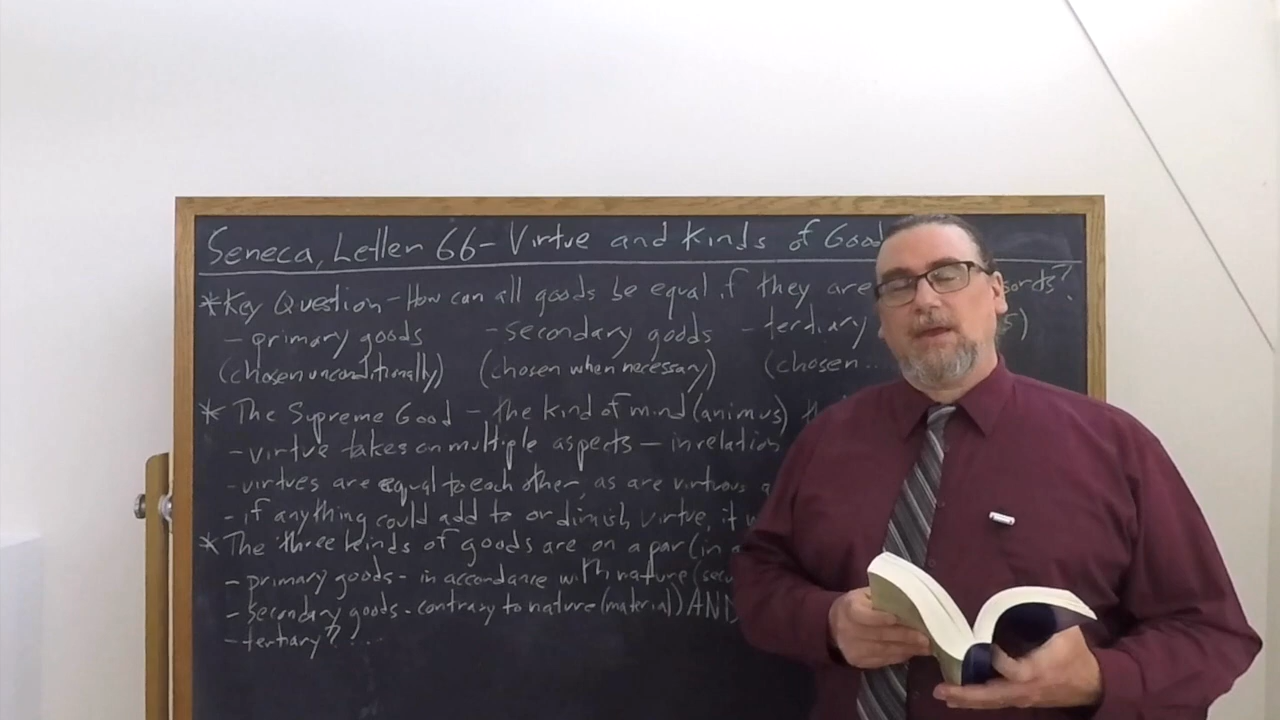 Seneca, Letter 66 - Virtue and Kinds of Good
* Key Question - How can all goods be equal if they are sorts?
- primary goods - secondary goods - tertiary s)
(chosen unconditionally) (chosen when necessary) (chosen...
* The Supreme Good - the kind of mind (animus)
- virtue takes on multiple aspects - in relation
- virtues are equal to each other, as are virtuous
- if anything could add to or dimish virtue, it
* The three kinds of goods are on a par (in
- primary goods - in accordance with nature (secu
- secondary goods - contrary to nature (material) AND
- tertiary? ?...